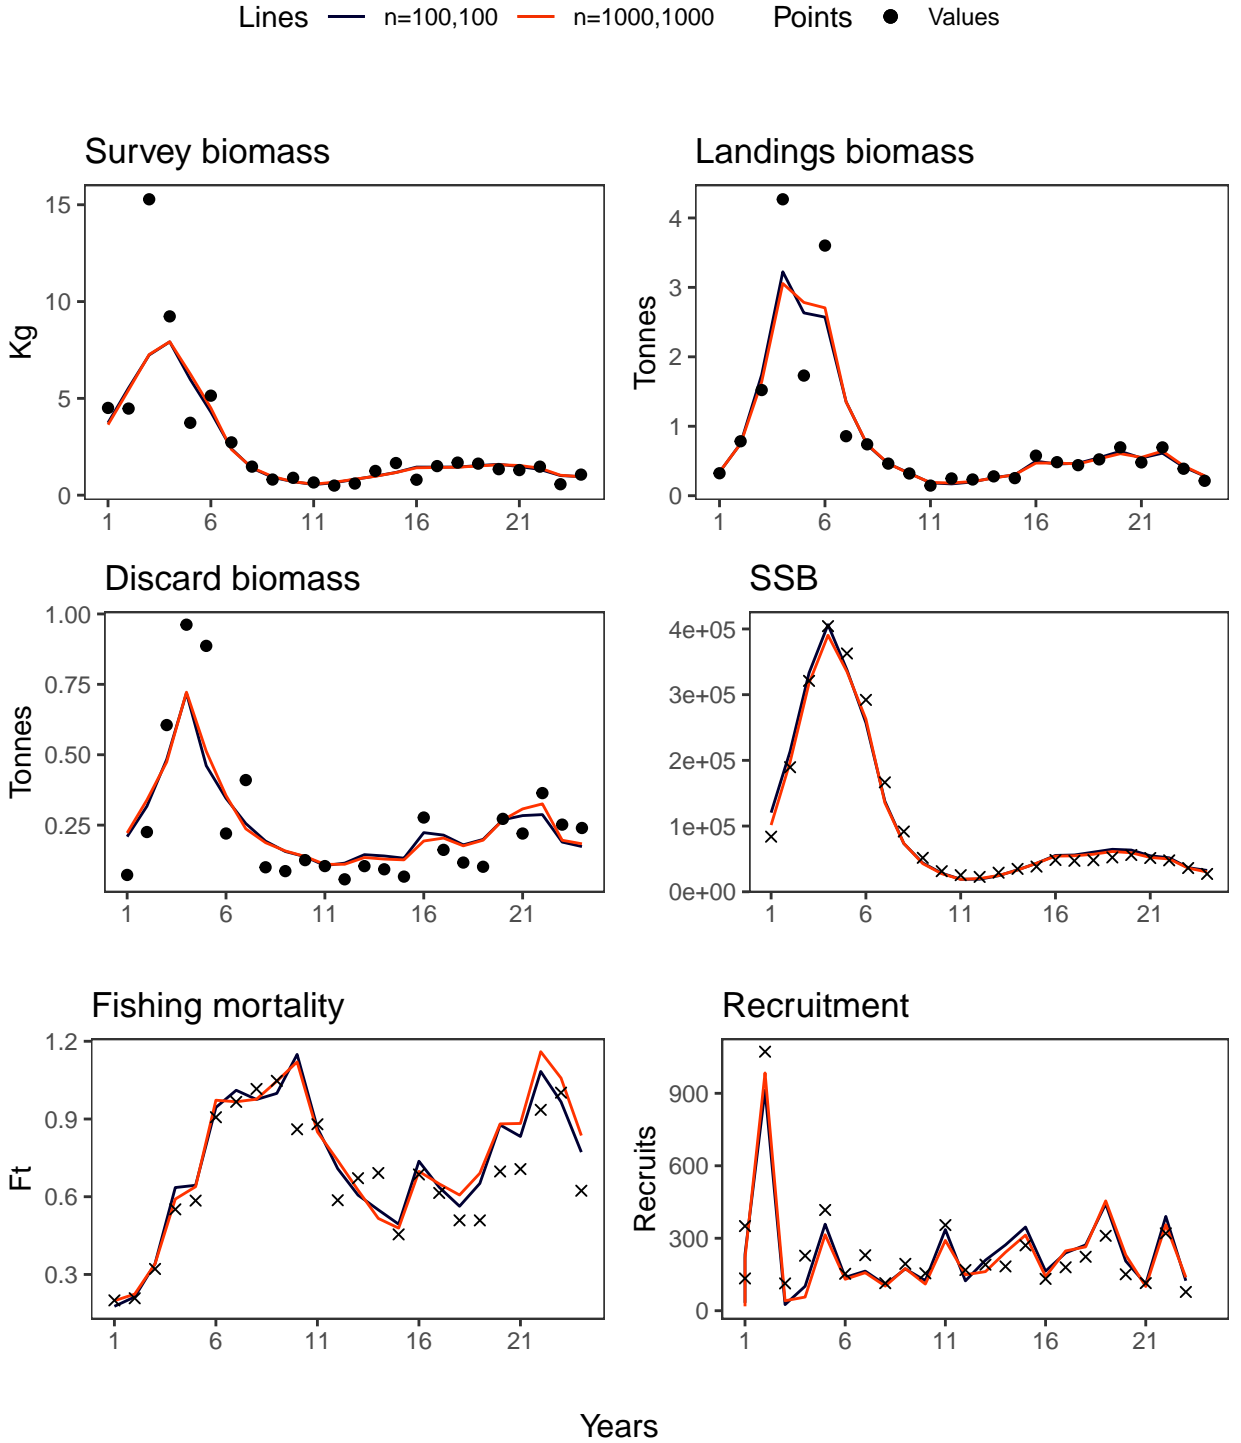 Lines n=100,100 n=1000,1000 Points Values
Survey biomass
Kg
15
10
5
0
1 6 11 16 21
Landings biomass
Tonnes
4
3
2
1
0
1 6 11 16 21
Discard biomass
Tonnes
1.00
0.75
0.50
0.25
1 6 11 16 21
SSB
4e+05
3e+05
2e+05
1e+05
0e+00
1 6 11 16 21
Fishing mortality
Ft
1.2
0.9
0.6
0.3
1 6 11 16 21
Recruitment
Recruits
900
600
300
0
1 6 11 16 21
Years